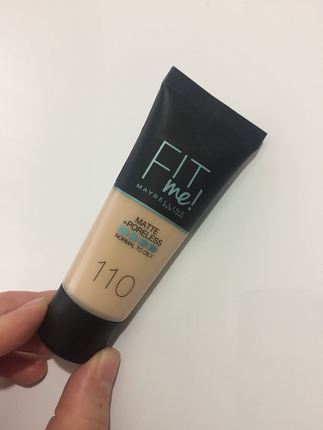 FIT
me!
MAYBELLINE
MATTE
+PORELESS
NORMAL TO OILY
110